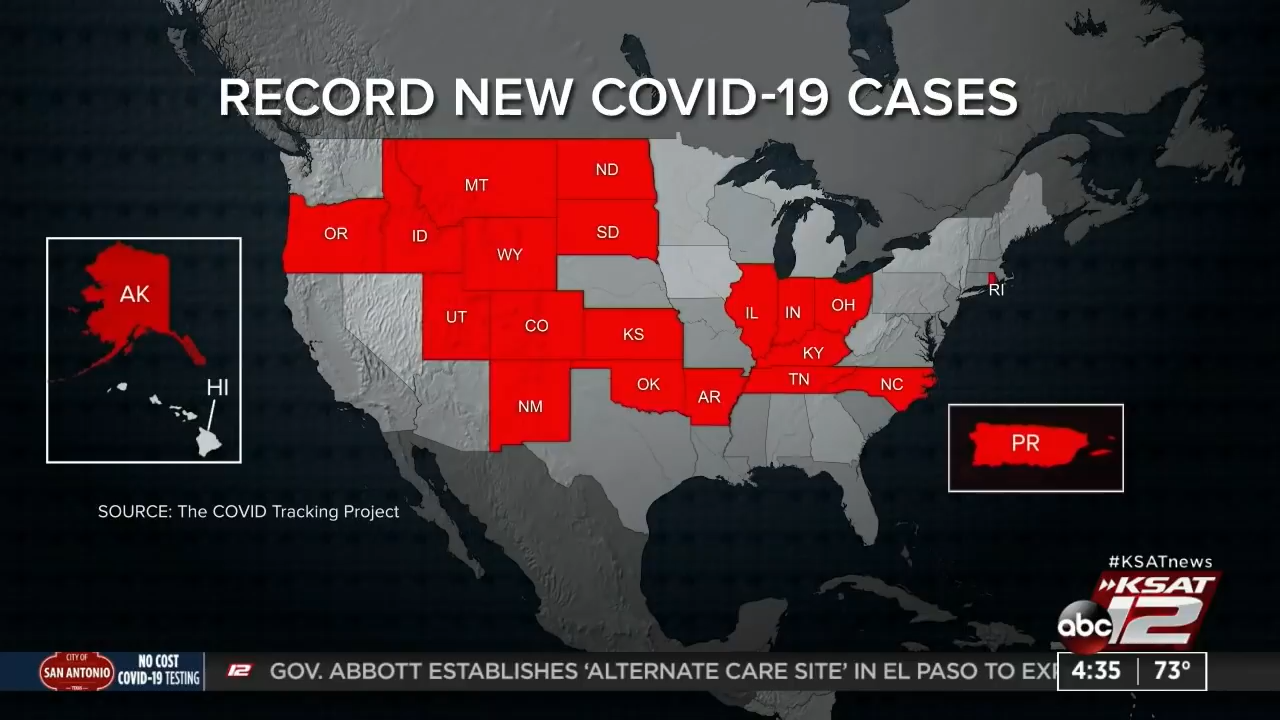 RECORD NEW COVID-19 CASES
MT
ND
OR
ID
SD
WY
AK
RI
UT
CO
KS
IL
IN
OH
KY
HI
NM
OK
AR
TN
NC
PR
SOURCE: The COVID Tracking Project
#KSATnews
KSAT
abc 12
CITY OF
SAN ANTONIO
TEXAS
NO COST
COVID-19 TESTING
12 GOV. ABBOTT ESTABLISHES ‘ALTERNATE CARE SITE’ IN EL PASO TO EX
4:35 73°